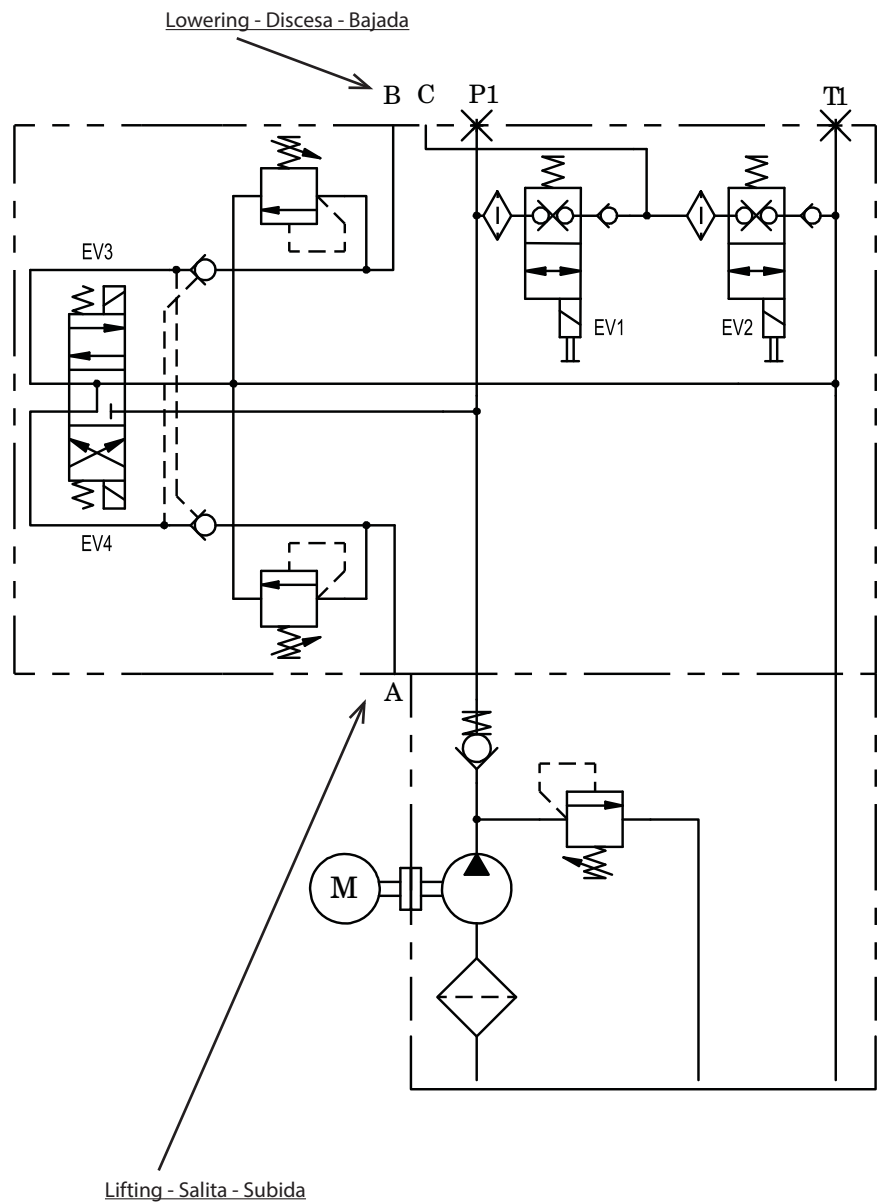 Lowering - Discesa - Bajada
B C P1 T1
EV3
EV1 EV2
EV4
A
M
Lifting - Salita - Subida